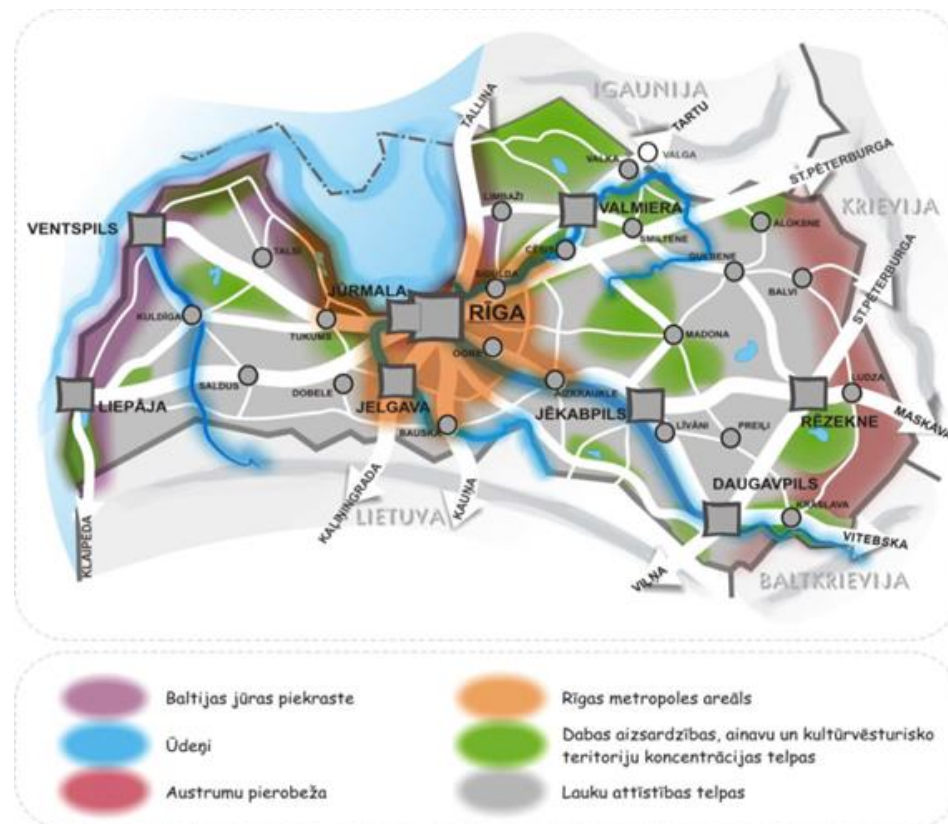 IGAUNIJA
TALLINA
TARTU
VALKA
VALGA
ST.PĒTERBURGA
LIMBAŽI
VALMIERA
KRIEVIJA
VENTSPILS
ALŪKSNE
SMILTENE
CĒSIS
TALSI
GULBENE
SIGULDA
BALVI
ST.PĒTERBURGA
JŪRMALA
RĪGA
KULDĪGA
TUKUMS
MADONA
OGRE
SALDUS
DOBELE
AIZKRAUKLE
LUDZA
LIEPĀJA
JELGAVA
JĒKABPILS
RĒZEKNE
MASKAVA
BAUSKA
LĪVĀNI
PREIĻI
KAĻIŅINGRADA
KAUNA
LIETUVA
DAUGAVPILS
KRĀSLAVA
VITEBSKA
KLAIPĒDA
VIĻŅA
BALTKRIEVIJA
Baltijas jūras piekraste
Ūdeņi
Austrumu pierobeža
Rīgas metropoles areāls
Dabas aizsardzības, ainavu un kultūrvēsturisko
teritoriju koncentrācijas telpas
Lauku attīstības telpas